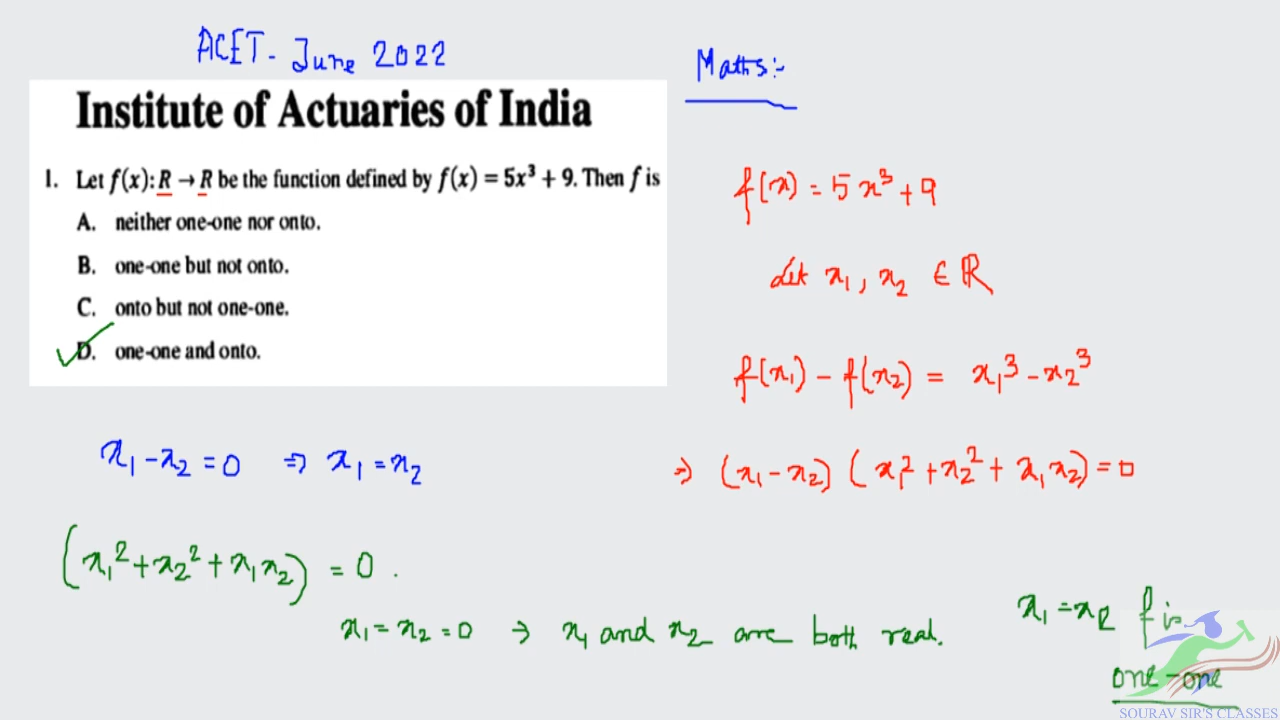 ACET - June 2022
Institute of Actuaries of India
1. Let f(x): R → R be the function defined by f(x) = 5x³ + 9. Then f is
A. neither one-one nor onto.
B. one-one but not onto.
C. onto but not one-one.
D. one-one and onto.
Maths :-
f(x) = 5x³ + 9
Let x₁, x₂ ∈ ℝ
f(x₁) - f(x₂) = x₁³ - x₂³
⇒ (x₁ - x₂) (x₁² + x₂² + x₁x₂) = 0
x₁ - x₂ = 0 ⇒ x₁ = x₂
(x₁² + x₂² + x₁x₂) = 0.
x₁ = x₂ = 0 → x₁ and x₂ are both real.
x₁ = x₂ f is
one-one
SOURAV SIR'S CLASSES